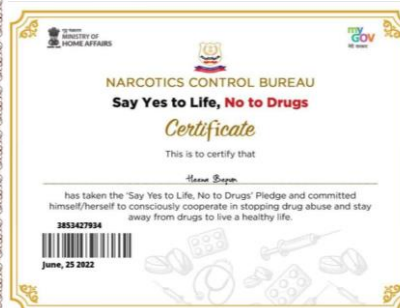 MINISTRY OF
HOME AFFAIRS
my
GOV
मेरी सरकार
NARCOTICS CONTROL BUREAU
Say Yes to Life, No to Drugs
Certificate
This is to certify that
has taken the 'Say Yes to Life, No to Drugs' Pledge and committed
himself/herself to consciously cooperate in stopping drug abuse and stay
away from drugs to live a healthy life.
3853427934
June, 25 2022